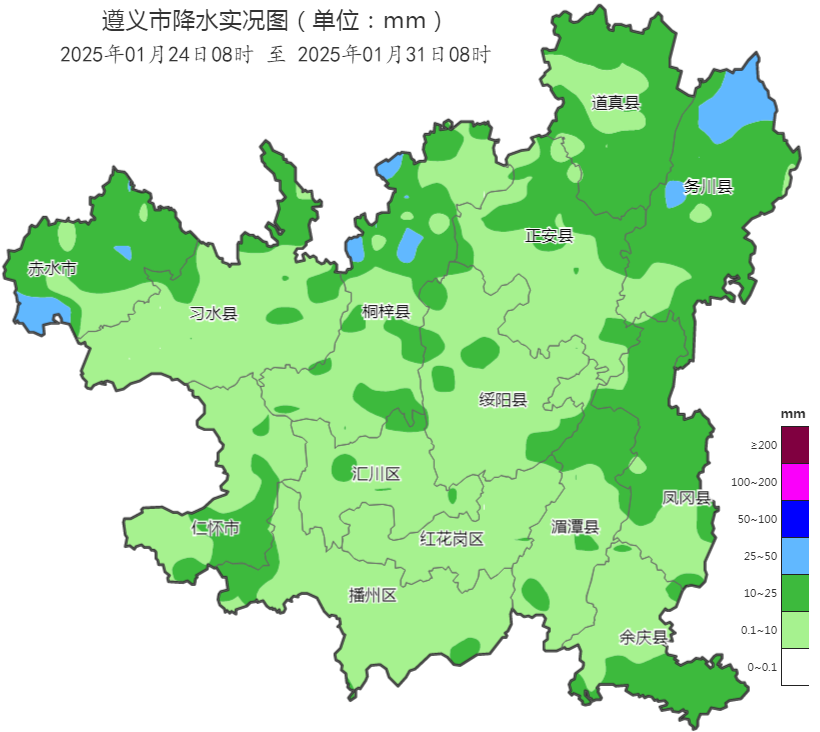 遵义市降水实况图（单位：mm）
2025年01月24日08时 至 2025年01月31日08时
道真县
务川县
正安县
赤水市
习水县
桐梓县
绥阳县
汇川区
凤冈县
仁怀市
湄潭县
红花岗区
播州区
余庆县
mm
≥200
100~200
50~100
25~50
10~25
0.1~10
0~0.1